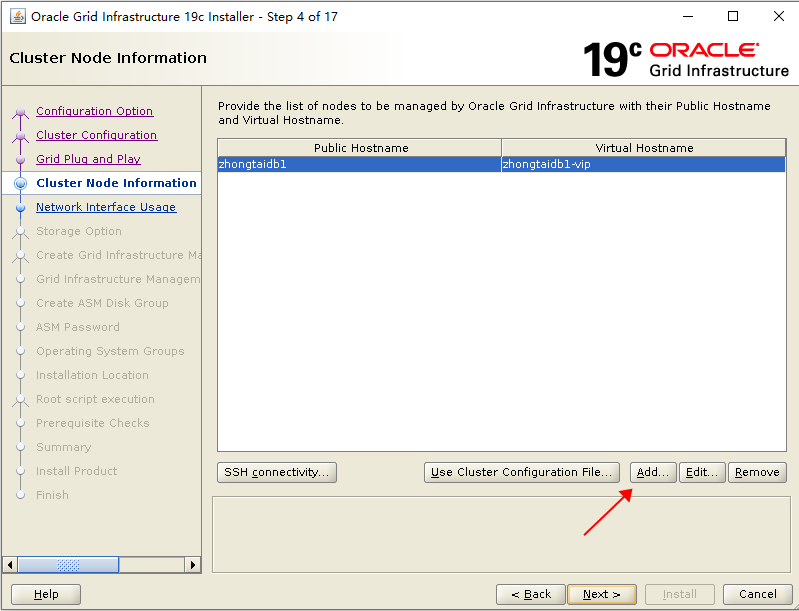 Oracle Grid Infrastructure 19c Installer - Step 4 of 17
Cluster Node Information
19c ORACLE
Grid Infrastructure
Configuration Option
Cluster Configuration
Grid Plug and Play
Cluster Node Information
Network Interface Usage
Storage Option
Create Grid Infrastructure Ma
Grid Infrastructure Managem
Create ASM Disk Group
ASM Password
Operating System Groups
Installation Location
Root script execution
Prerequisite Checks
Summary
Install Product
Finish
Provide the list of nodes to be managed by Oracle Grid Infrastructure with their Public Hostname
and Virtual Hostname.
Public Hostname Virtual Hostname
zhongtaidb1 zhongtaidb1-vip
SSH connectivity... Use Cluster Configuration File... Add... Edit... Remove
Help < Back Next > Install Cancel